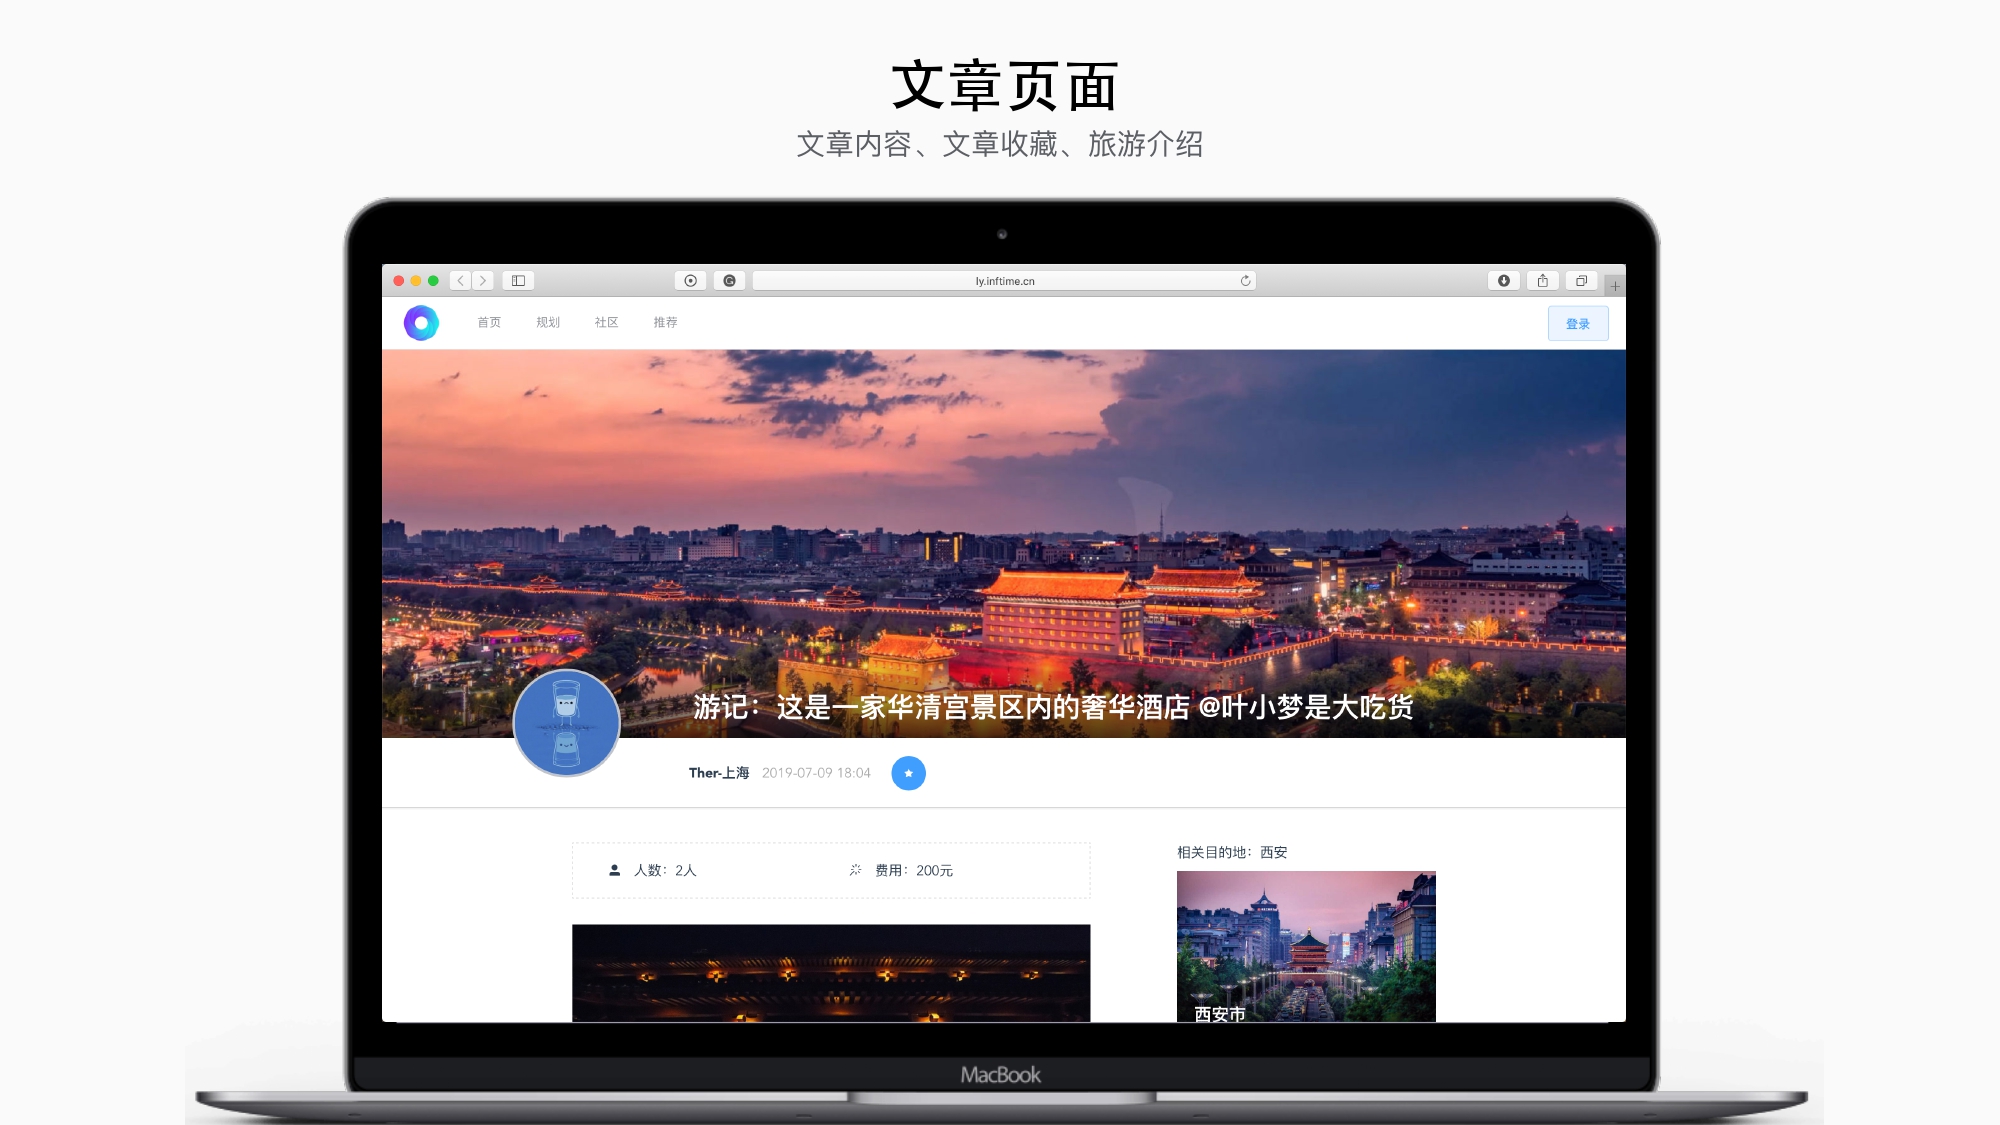 文章页面
文章内容、文章收藏、旅游介绍
ly.inftime.cn
首页 规划 社区 推荐 登录
游记：这是一家华清宫景区内的奢华酒店 @叶小梦是大吃货
Ther-上海 2019-07-09 18:04
人数：2人 费用：200元
相关目的地：西安
西安市
MacBook